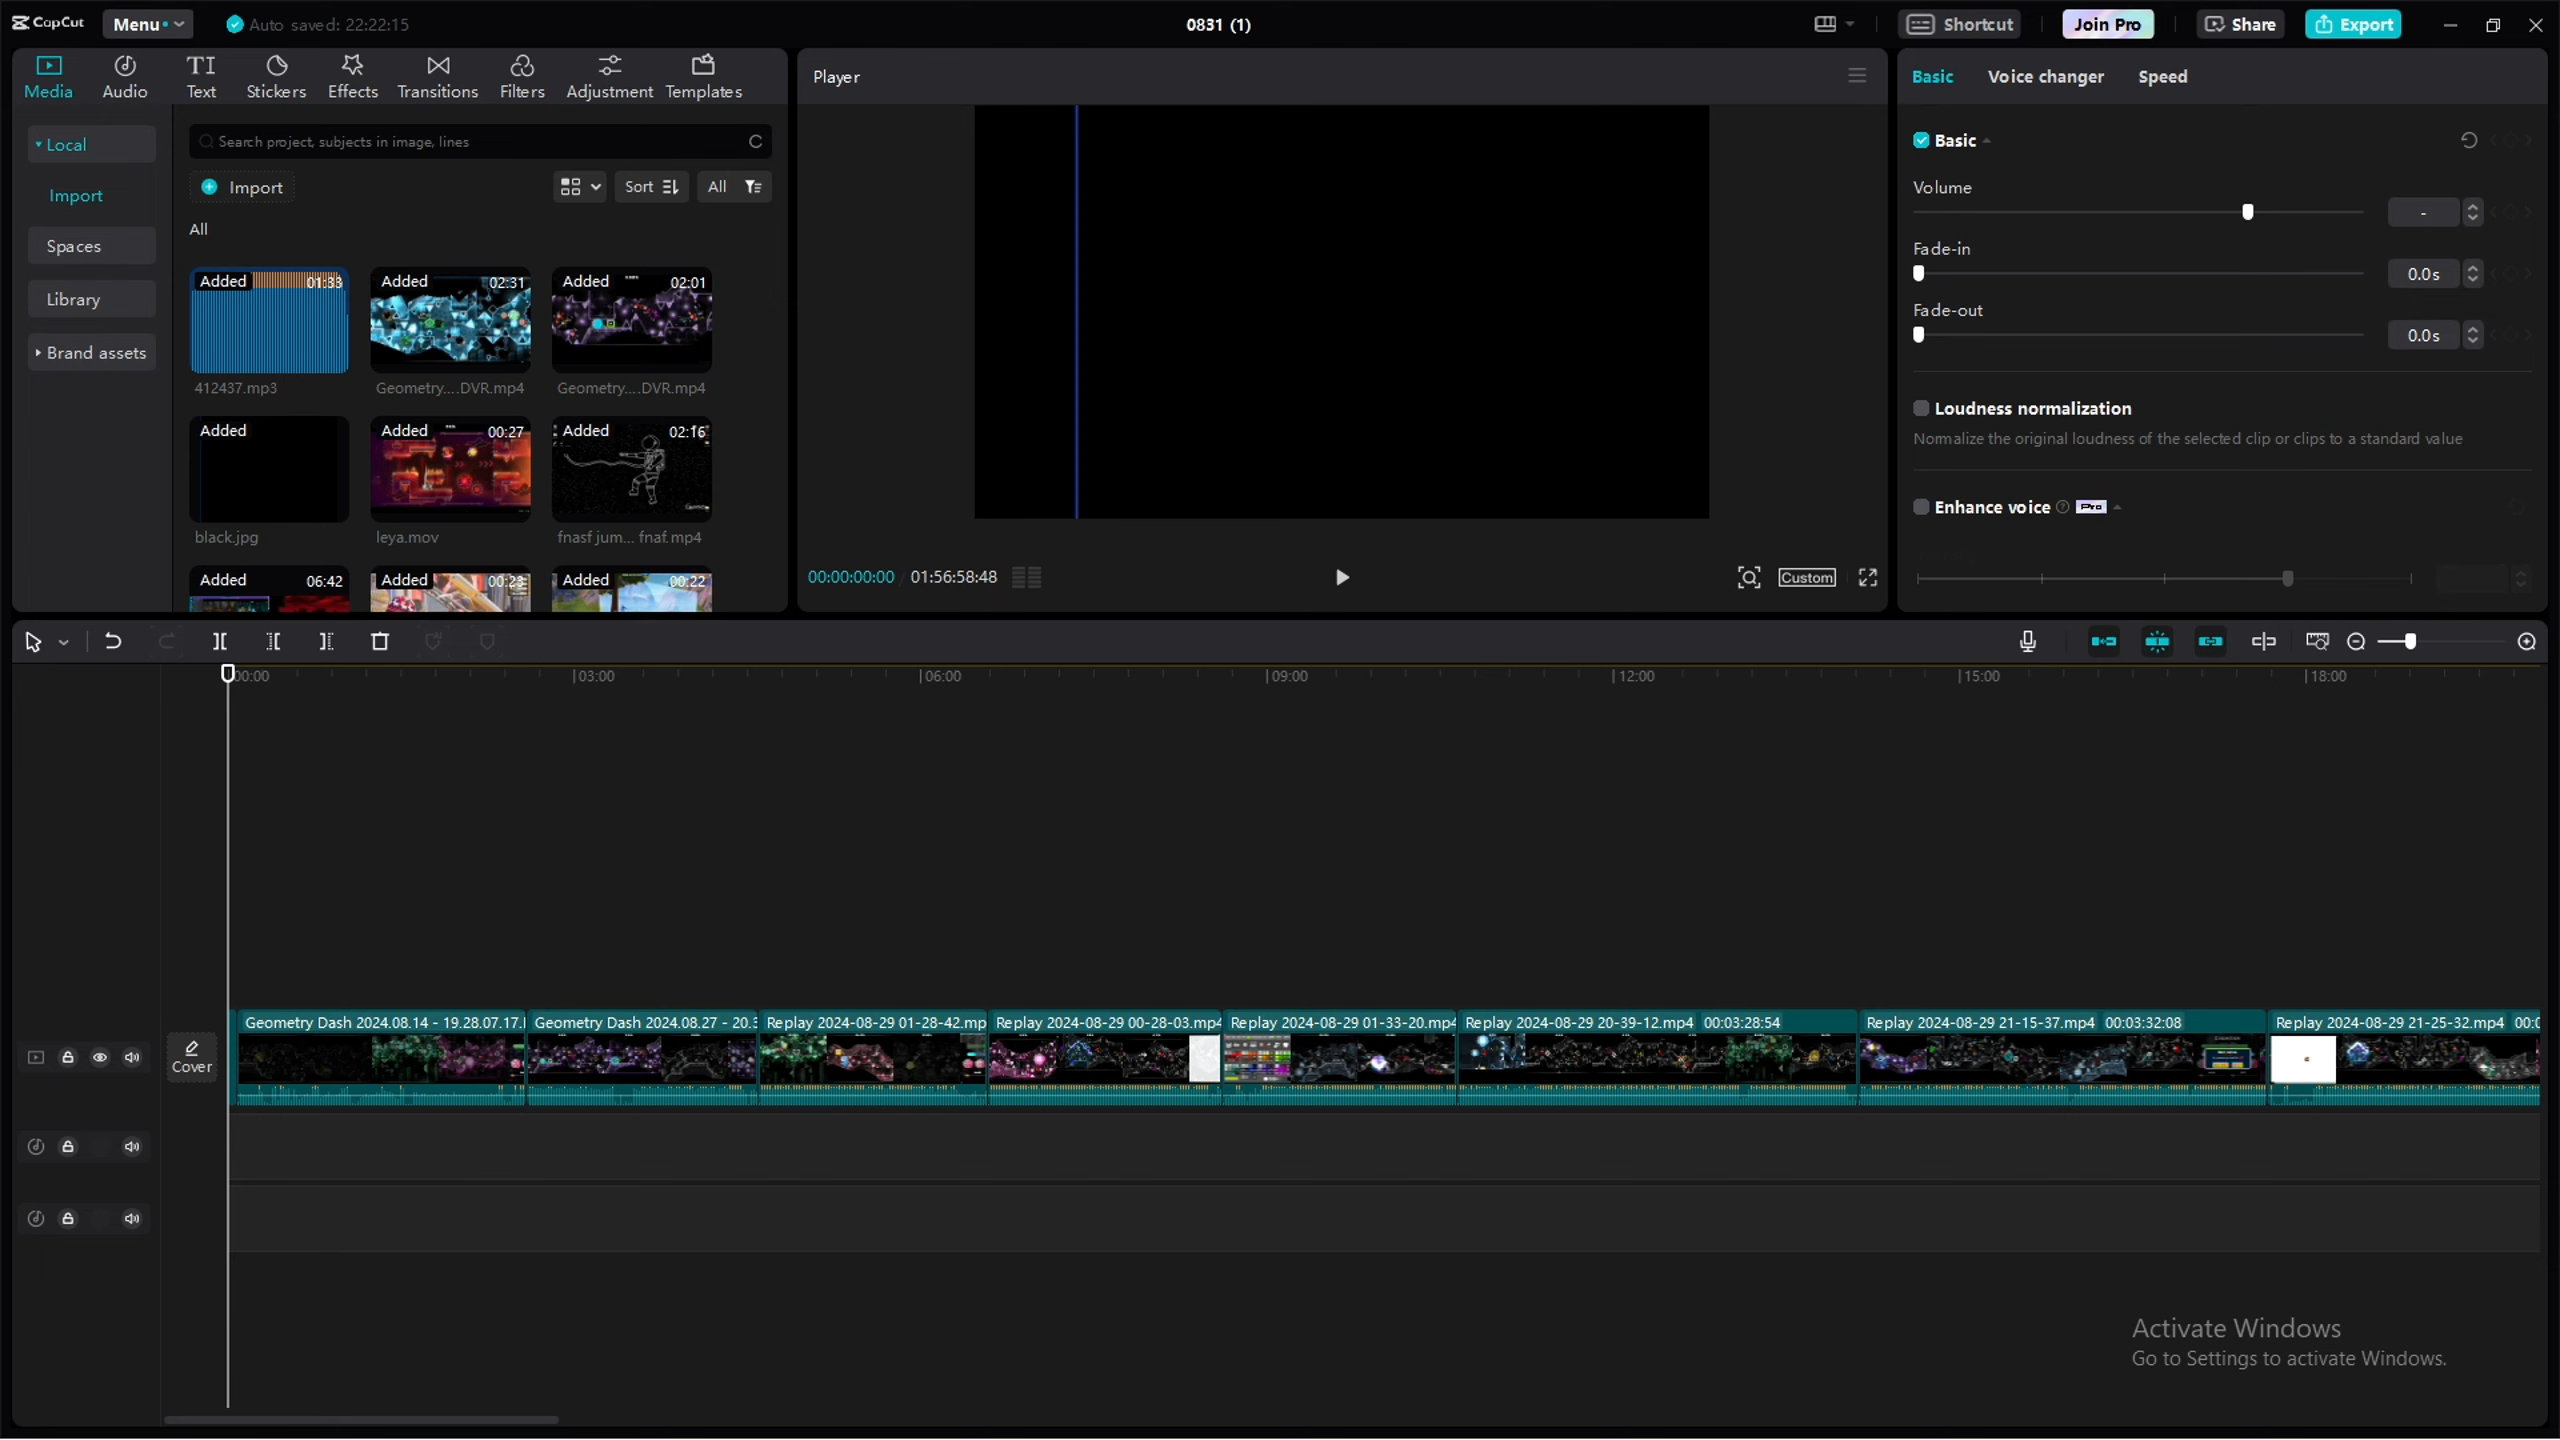 CapCut Menu Auto saved: 22:22:15 0831 (1) Shortcut Join Pro Share Export
Media Audio Text Stickers Effects Transitions Filters Adjustment Templates
Local
Import
Spaces
Library
Brand assets
Search project, subjects in image, lines
Import Sort All
All
Added 01:33 Added 02:31 Added 02:01
412437.mp3 Geometry....DVR.mp4 Geometry....DVR.mp4
Added Added 00:27 Added 02:16
black.jpg leya.mov fnasf jum... fnaf.mp4
Added 06:42 Added 00:23 Added 00:22
Player
00:00:00:00 / 01:56:58:48 Custom
Basic Voice changer Speed
Basic
Volume
-
Fade-in
0.0s
Fade-out
0.0s
Loudness normalization
Normalize the original loudness of the selected clip or clips to a standard value
Enhance voice Pro
00:00 03:00 06:00 09:00 12:00 15:00 18:00
Cover
Geometry Dash 2024.08.14 - 19.28.07.17. Geometry Dash 2024.08.27 - 20.3 Replay 2024-08-29 01-28-42.mp Replay 2024-08-29 00-28-03.mp4 Replay 2024-08-29 01-33-20.mp4 Replay 2024-08-29 20-39-12.mp4 00:03:28:54 Replay 2024-08-29 21-15-37.mp4 00:03:32:08 Replay 2024-08-29 21-25-32.mp4 00:0
Activate Windows
Go to Settings to activate Windows.